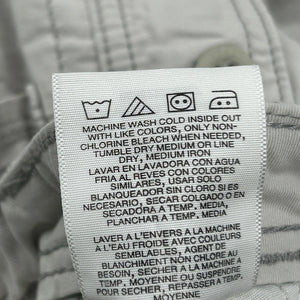 MACHINE WASH COLD INSIDE OUT
WITH LIKE COLORS, ONLY NON-
CHLORINE BLEACH WHEN NEEDED,
TUMBLE DRY MEDIUM OR LINE
DRY, MEDIUM IRON
LAVAR EN LAVADORA CON AGUA
FRIA AL REVES CON COLORES
SIMILARES, USAR SOLO
BLANQUEADOR SIN CLORO SI ES
NECESARIO, SECAR COLGADO O EN
SECADORA A TEMP. MEDIA,
PLANCHAR A TEMP. MEDIA
LAVER A L'ENVERS A LA MACHINE
A L'EAU FROIDE AVEC COULEURS
SEMBLABLES, AGENT DE
BLANCHIMENT NON CHLORE AU
BESOIN, SECHER A LA MACHINE A
TEMP. MOYENNE OU SUSPENDRE
POUR SECHER, REPASSER A TEMP.
MOYENNE